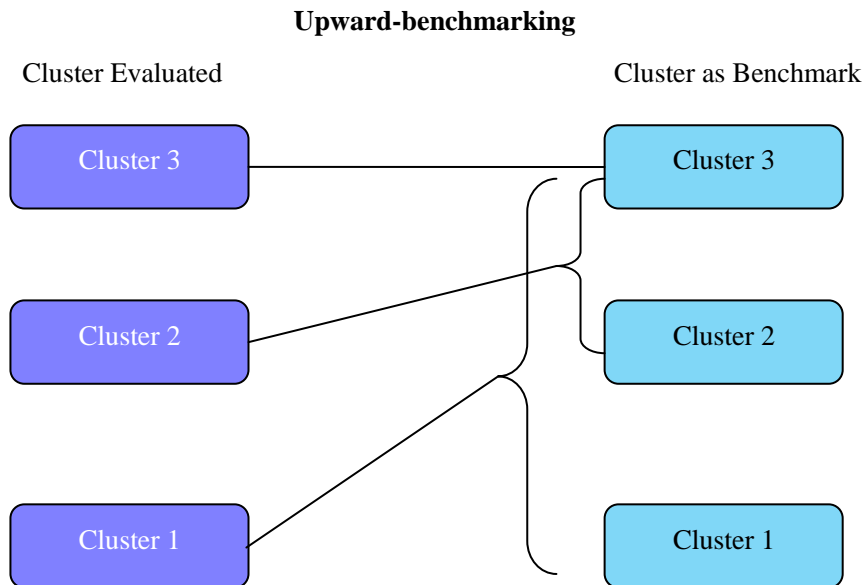 Upward-benchmarking
Cluster Evaluated
Cluster as Benchmark
Cluster 3
Cluster 3
Cluster 2
Cluster 2
Cluster 1
Cluster 1